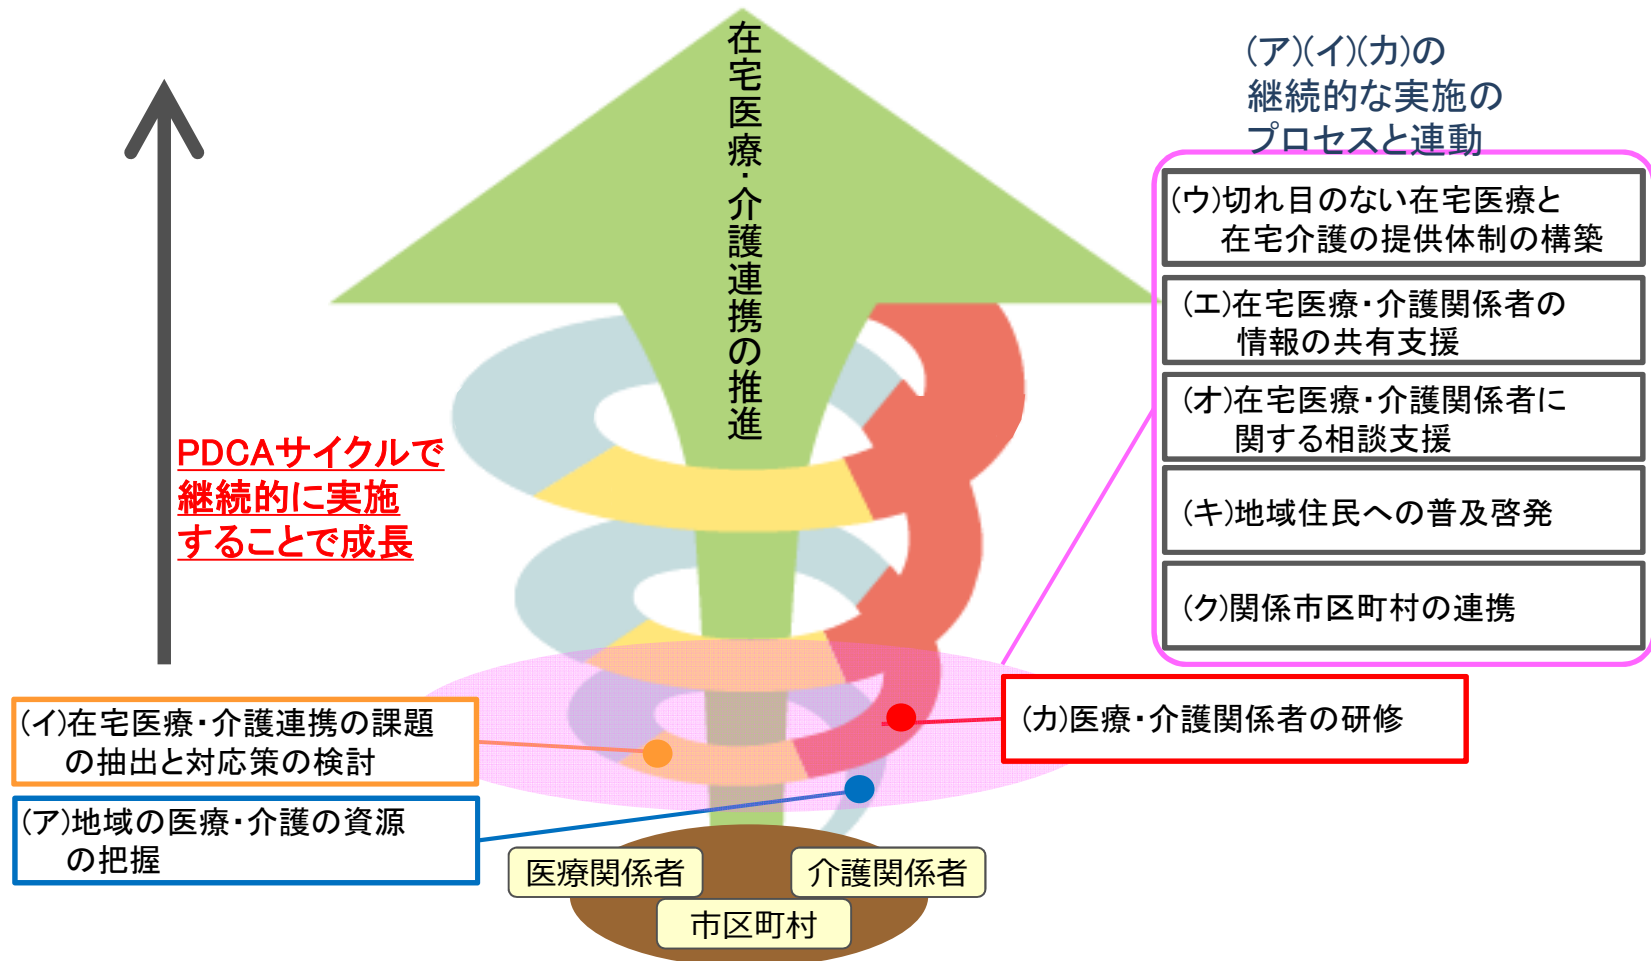 在宅医療・介護連携の推進
(ア)(イ)(カ)の
継続的な実施の
プロセスと連動
(ウ)切れ目のない在宅医療と
在宅介護の提供体制の構築
(エ)在宅医療・介護関係者の
情報の共有支援
(オ)在宅医療・介護関係者に
関する相談支援
(キ)地域住民への普及啓発
(ク)関係市区町村の連携
PDCAサイクルで
継続的に実施
することで成長
(カ)医療・介護関係者の研修
(イ)在宅医療・介護連携の課題
の抽出と対応策の検討
(ア)地域の医療・介護の資源
の把握
医療関係者
介護関係者
市区町村